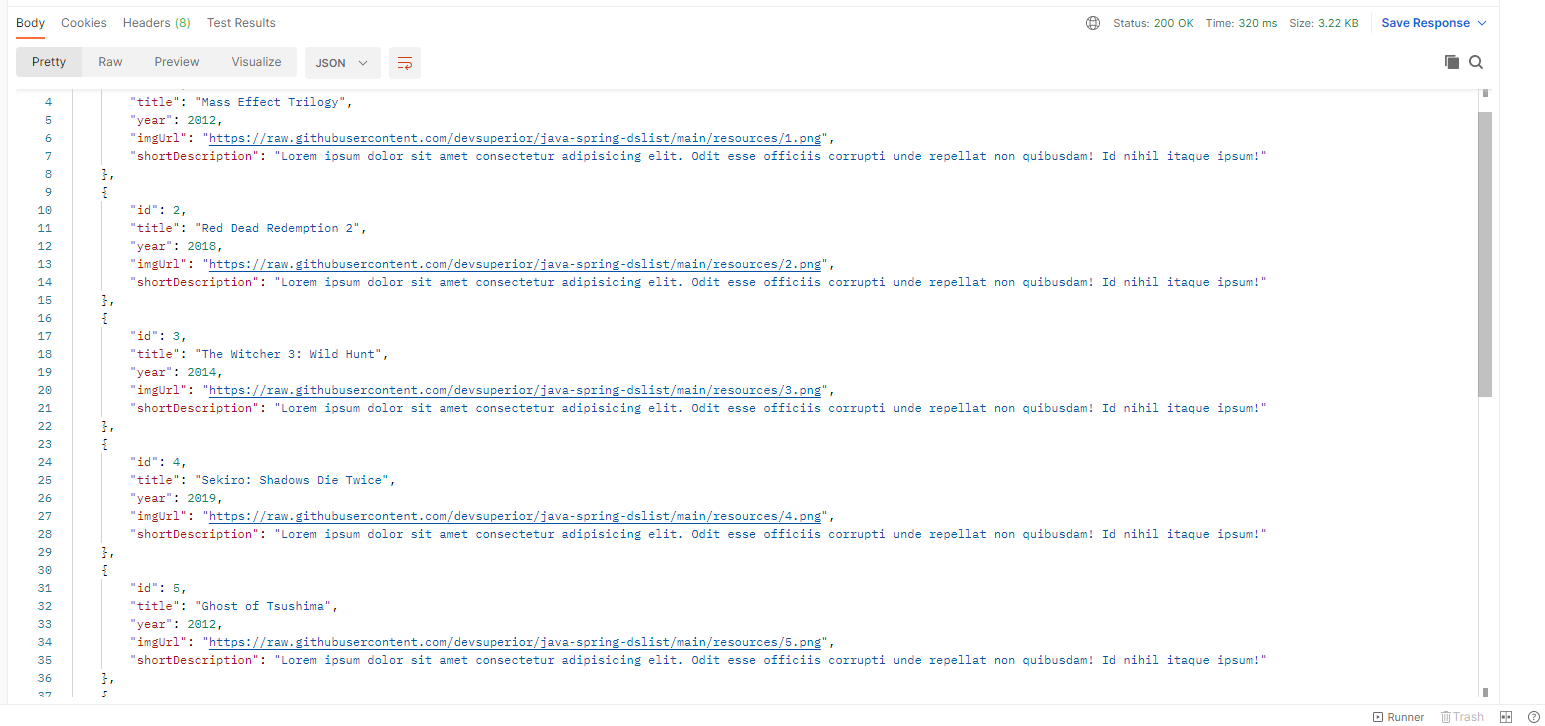 Body Cookies Headers (8) Test Results Status: 200 OK Time: 320 ms Size: 3.22 KB Save Response
Pretty Raw Preview Visualize JSON
4 "title": "Mass Effect Trilogy",
5 "year": 2012,
6 "imgUrl": "https://raw.githubusercontent.com/devsuperior/java-spring-dslist/main/resources/1.png",
7 "shortDescription": "Lorem ipsum dolor sit amet consectetur adipisicing elit. Odit esse officiis corrupti unde repellat non quibusdam! Id nihil itaque ipsum!"
8 },
9 {
10 "id": 2,
11 "title": "Red Dead Redemption 2",
12 "year": 2018,
13 "imgUrl": "https://raw.githubusercontent.com/devsuperior/java-spring-dslist/main/resources/2.png",
14 "shortDescription": "Lorem ipsum dolor sit amet consectetur adipisicing elit. Odit esse officiis corrupti unde repellat non quibusdam! Id nihil itaque ipsum!"
15 },
16 {
17 "id": 3,
18 "title": "The Witcher 3: Wild Hunt",
19 "year": 2014,
20 "imgUrl": "https://raw.githubusercontent.com/devsuperior/java-spring-dslist/main/resources/3.png",
21 "shortDescription": "Lorem ipsum dolor sit amet consectetur adipisicing elit. Odit esse officiis corrupti unde repellat non quibusdam! Id nihil itaque ipsum!"
22 },
23 {
24 "id": 4,
25 "title": "Sekiro: Shadows Die Twice",
26 "year": 2019,
27 "imgUrl": "https://raw.githubusercontent.com/devsuperior/java-spring-dslist/main/resources/4.png",
28 "shortDescription": "Lorem ipsum dolor sit amet consectetur adipisicing elit. Odit esse officiis corrupti unde repellat non quibusdam! Id nihil itaque ipsum!"
29 },
30 {
31 "id": 5,
32 "title": "Ghost of Tsushima",
33 "year": 2012,
34 "imgUrl": "https://raw.githubusercontent.com/devsuperior/java-spring-dslist/main/resources/5.png",
35 "shortDescription": "Lorem ipsum dolor sit amet consectetur adipisicing elit. Odit esse officiis corrupti unde repellat non quibusdam! Id nihil itaque ipsum!"
36 },
37 {
Runner Trash